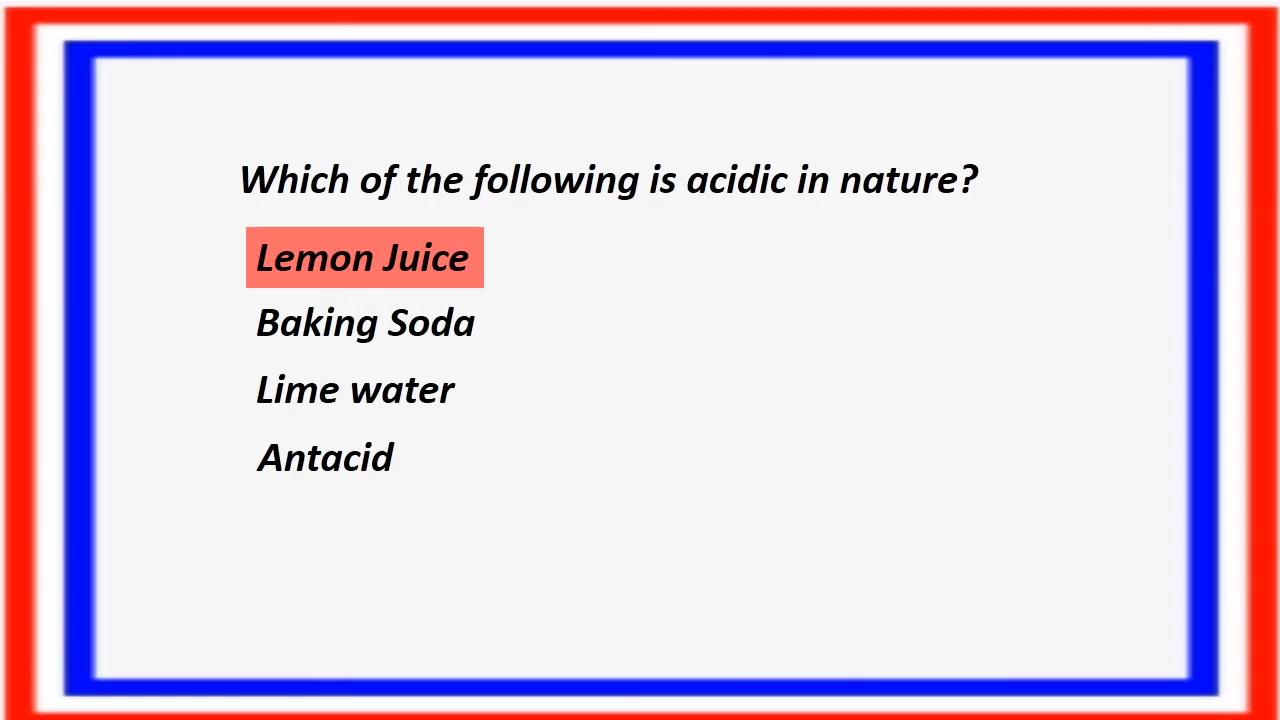 Which of the following is acidic in nature?
Lemon Juice
Baking Soda
Lime water
Antacid